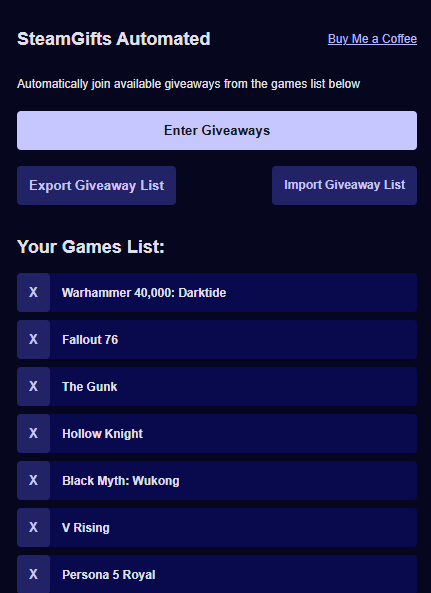 SteamGifts Automated
Buy Me a Coffee
Automatically join available giveaways from the games list below
Enter Giveaways
Export Giveaway List
Import Giveaway List
Your Games List:
X Warhammer 40,000: Darktide
X Fallout 76
X The Gunk
X Hollow Knight
X Black Myth: Wukong
X V Rising
X Persona 5 Royal